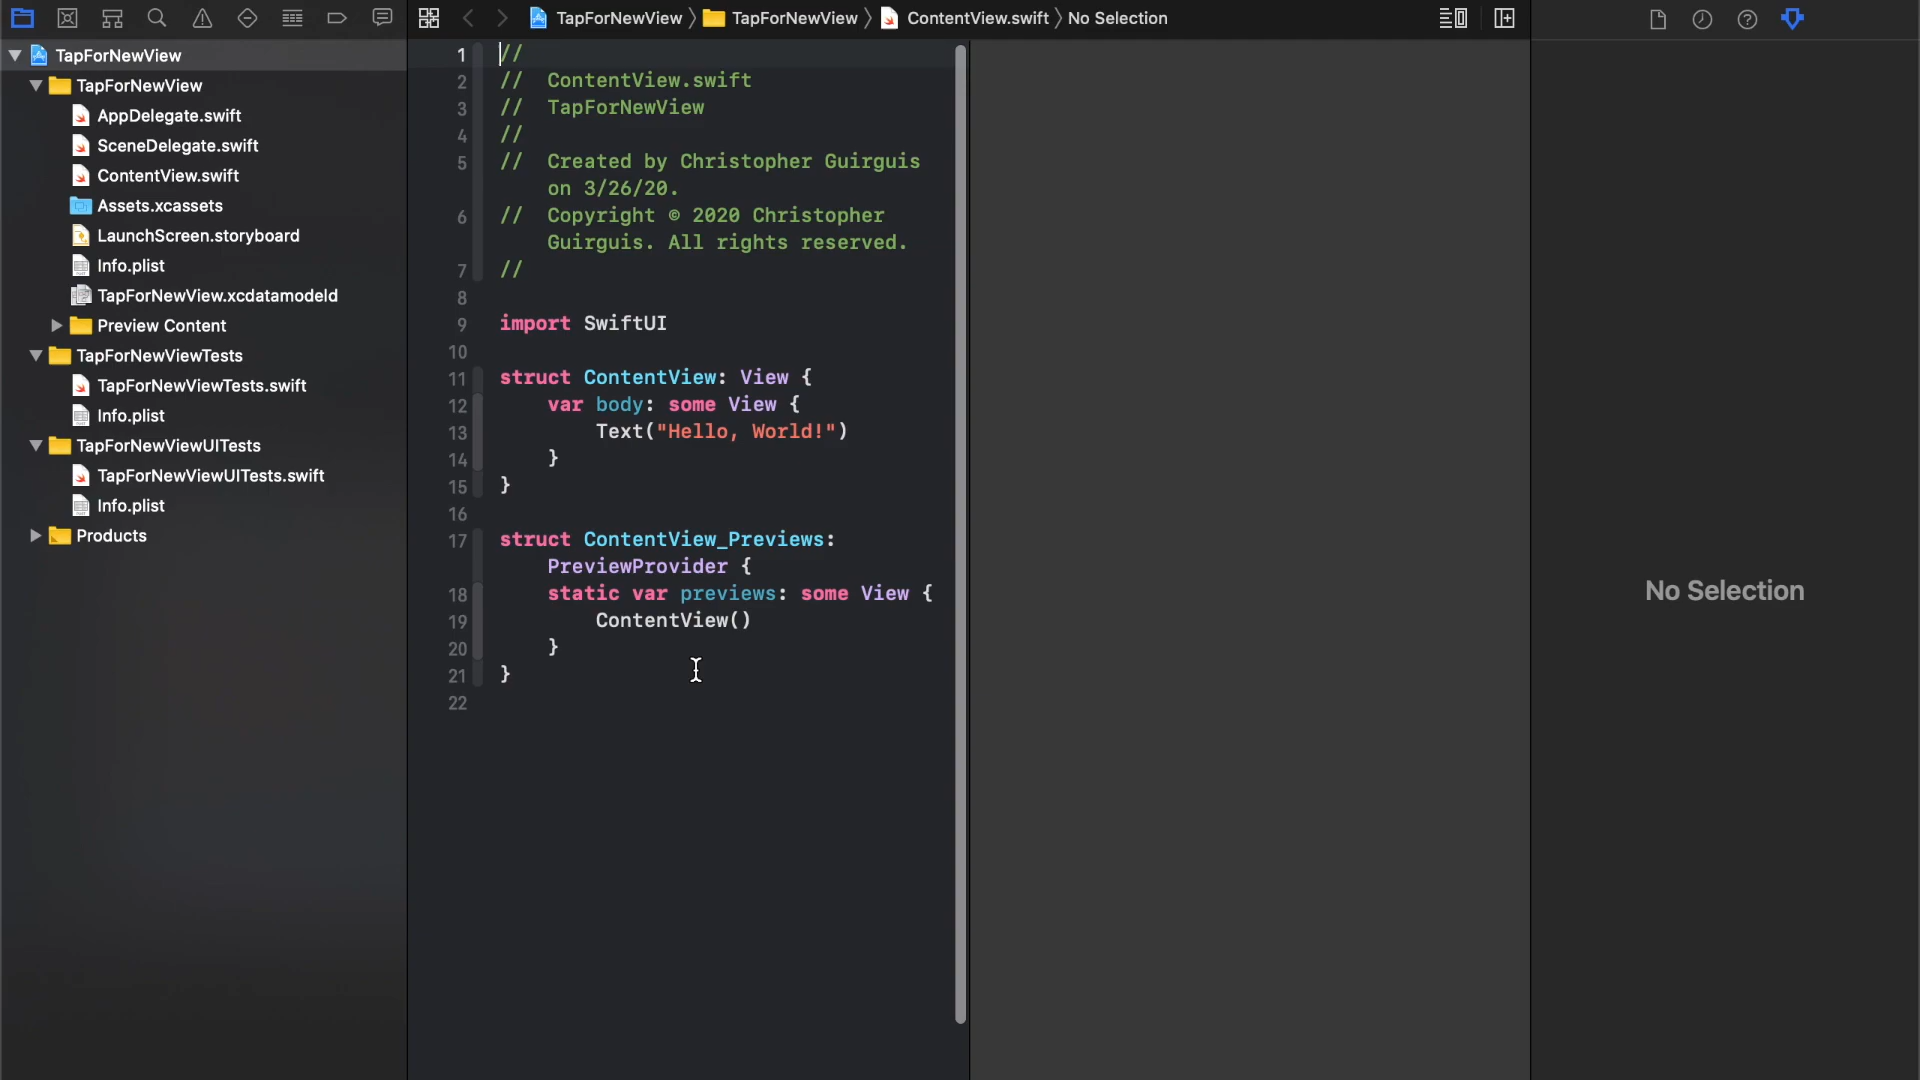 TapForNewView 〉 TapForNewView 〉 ContentView.swift 〉 No Selection
TapForNewView
TapForNewView
AppDelegate.swift
SceneDelegate.swift
ContentView.swift
Assets.xcassets
LaunchScreen.storyboard
Info.plist
TapForNewView.xcdatamodeld
Preview Content
TapForNewViewTests
TapForNewViewTests.swift
Info.plist
TapForNewViewUITests
TapForNewViewUITests.swift
Info.plist
Products
1 //
2 //  ContentView.swift
3 //  TapForNewView
4 //
5 //  Created by Christopher Guirguis
on 3/26/20.
6 //  Copyright © 2020 Christopher
Guirguis. All rights reserved.
7 //
8
9 import SwiftUI
10
11 struct ContentView: View {
12     var body: some View {
13         Text("Hello, World!")
14     }
15 }
16
17 struct ContentView_Previews:
PreviewProvider {
18     static var previews: some View {
19         ContentView()
20     }
21 }
22
No Selection